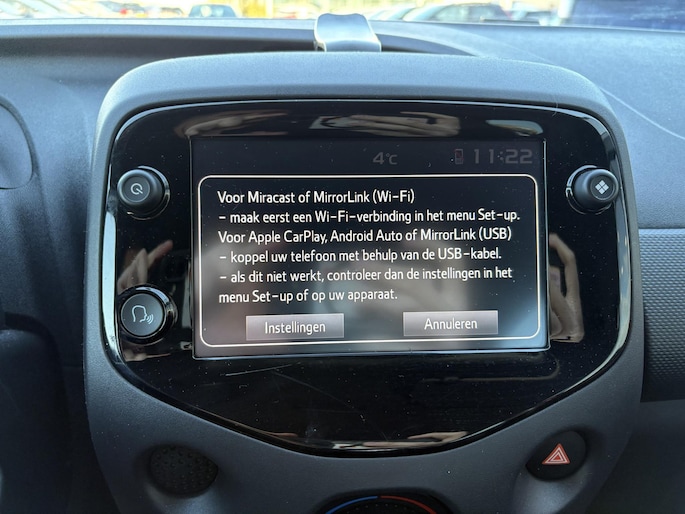 4°C 11:22
Voor Miracast of MirrorLink (Wi-Fi)
- maak eerst een Wi-Fi-verbinding in het menu Set-up.
Voor Apple CarPlay, Android Auto of MirrorLink (USB)
- koppel uw telefoon met behulp van de USB-kabel.
- als dit niet werkt, controleer dan de instellingen in het
menu Set-up of op uw apparaat.
Instellingen Annuleren